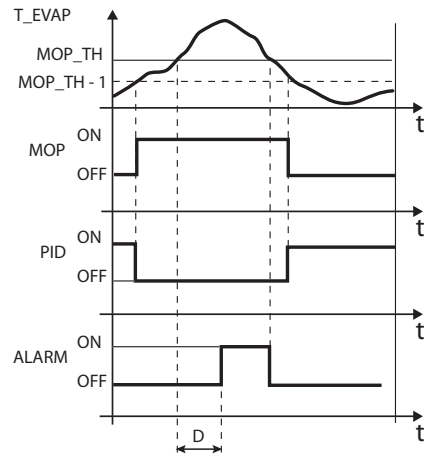 T_EVAP
MOP_TH
MOP_TH - 1
t
MOP
ON
OFF
t
PID
ON
OFF
t
ALARM
ON
OFF
t
D